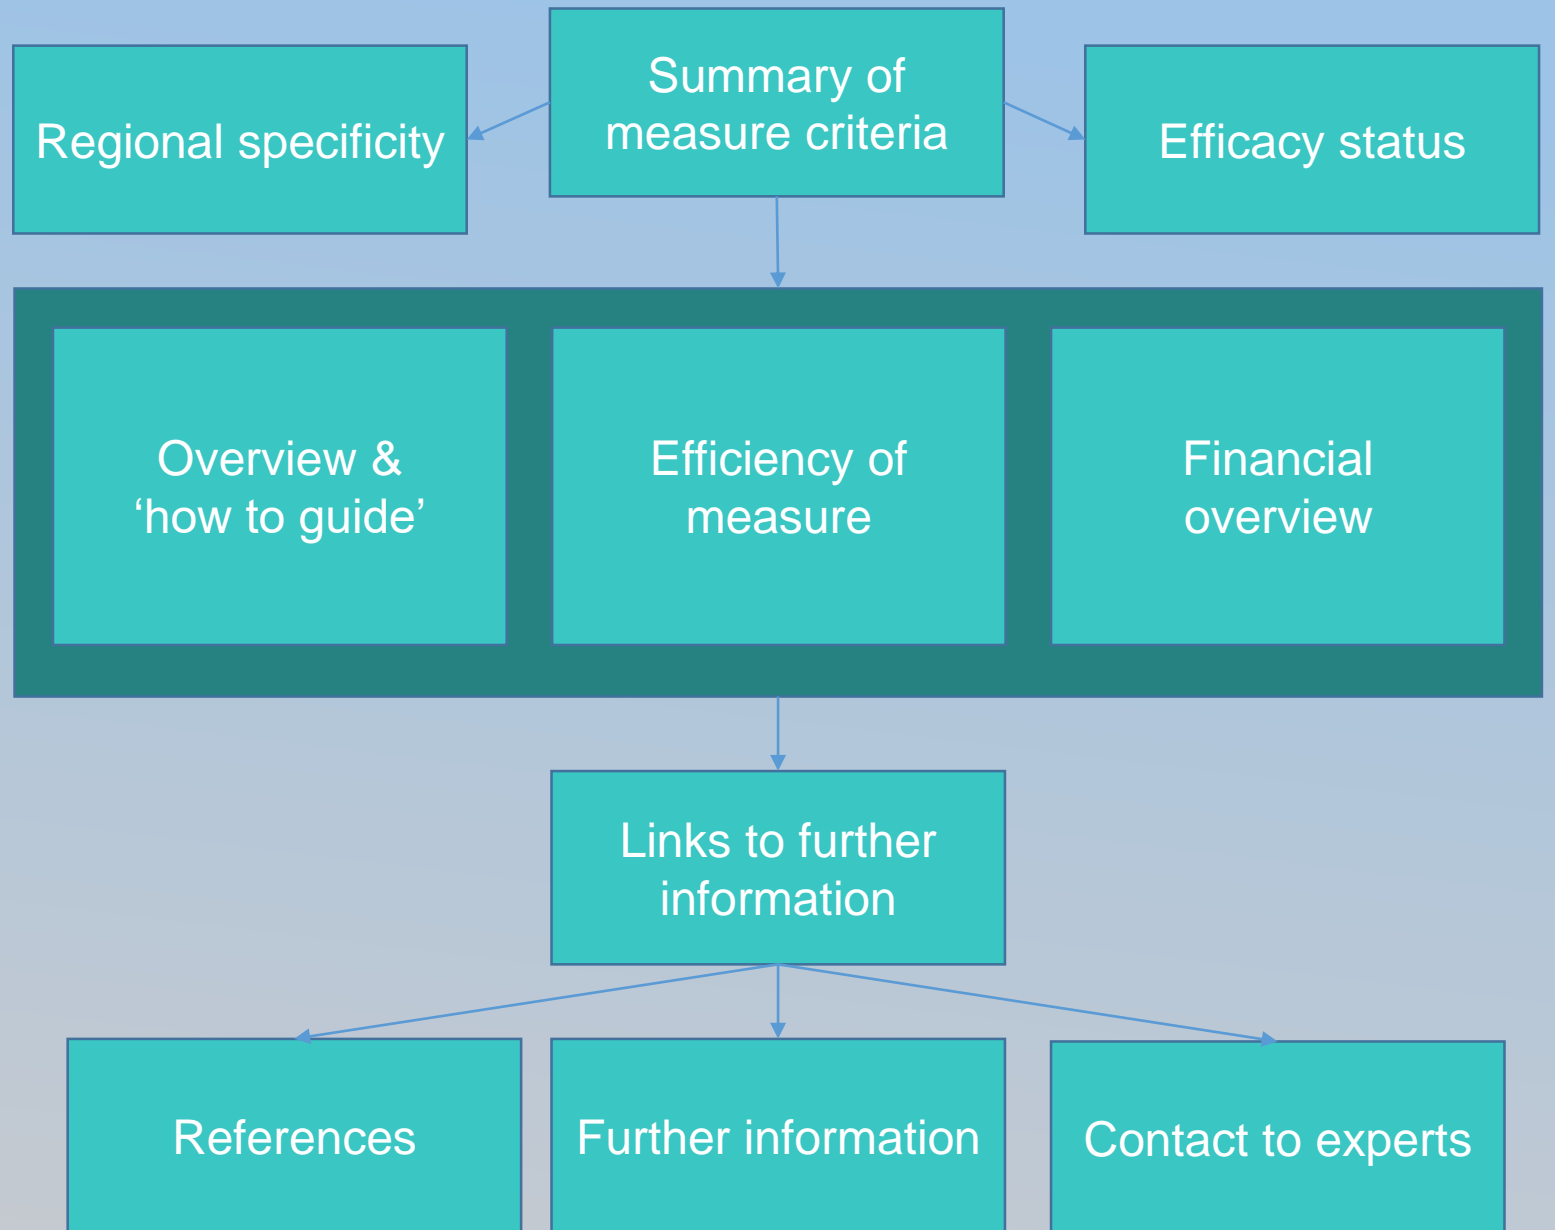 Summary of
measure criteria
Regional specificity
Efficacy status
Overview &
‘how to guide’
Efficiency of
measure
Financial
overview
Links to further
information
References
Further information
Contact to experts